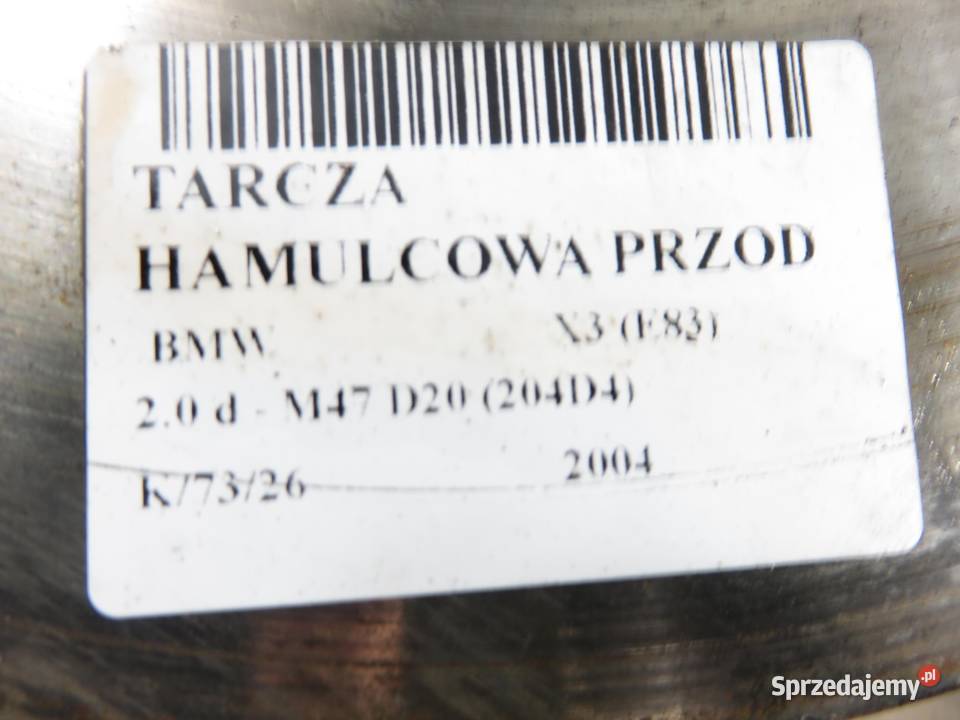 TARCZA
HAMULCOWA PRZOD
BMW X3 (E83)
2.0 d - M47 D20 (204D4)
K/73/26 2004
Sprzedajemy.pl